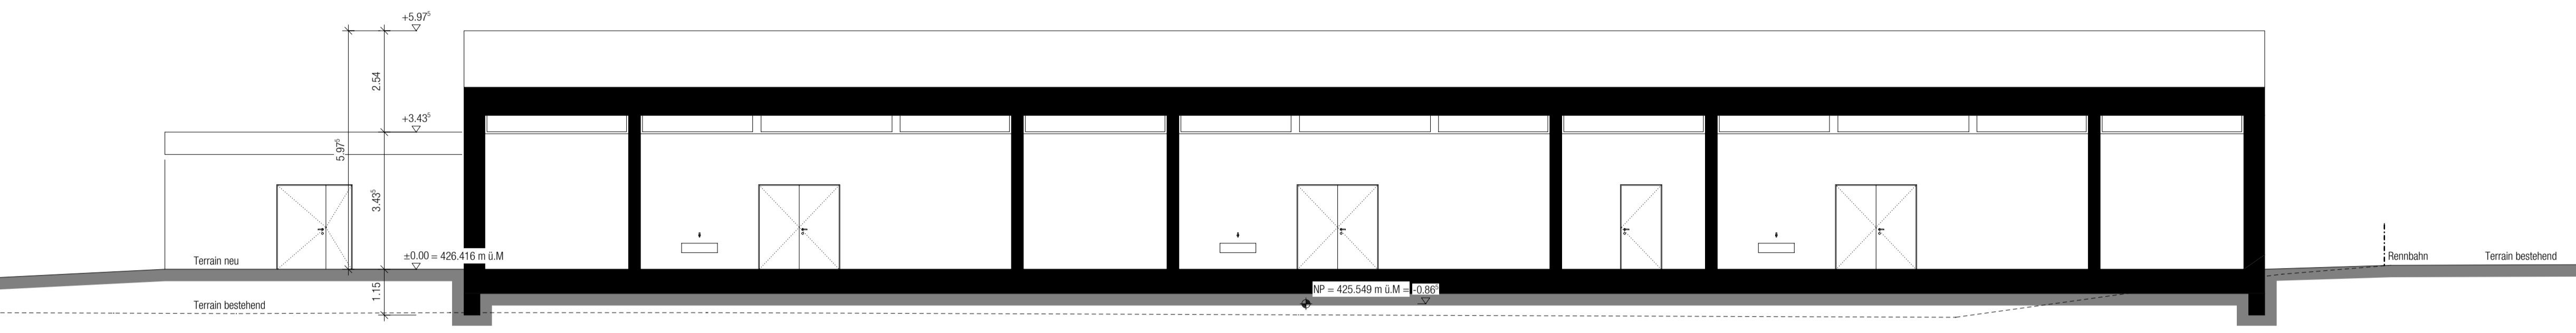 +5.97⁵
2.54
+3.43⁵
5.97⁵
3.43⁵
±0.00 = 426.416 m ü.M
Terrain neu
Rennbahn
Terrain bestehend
1.15
NP = 425.549 m ü.M = -0.86⁵
Terrain bestehend